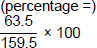 (percentage =)
63.5
159.5 × 100